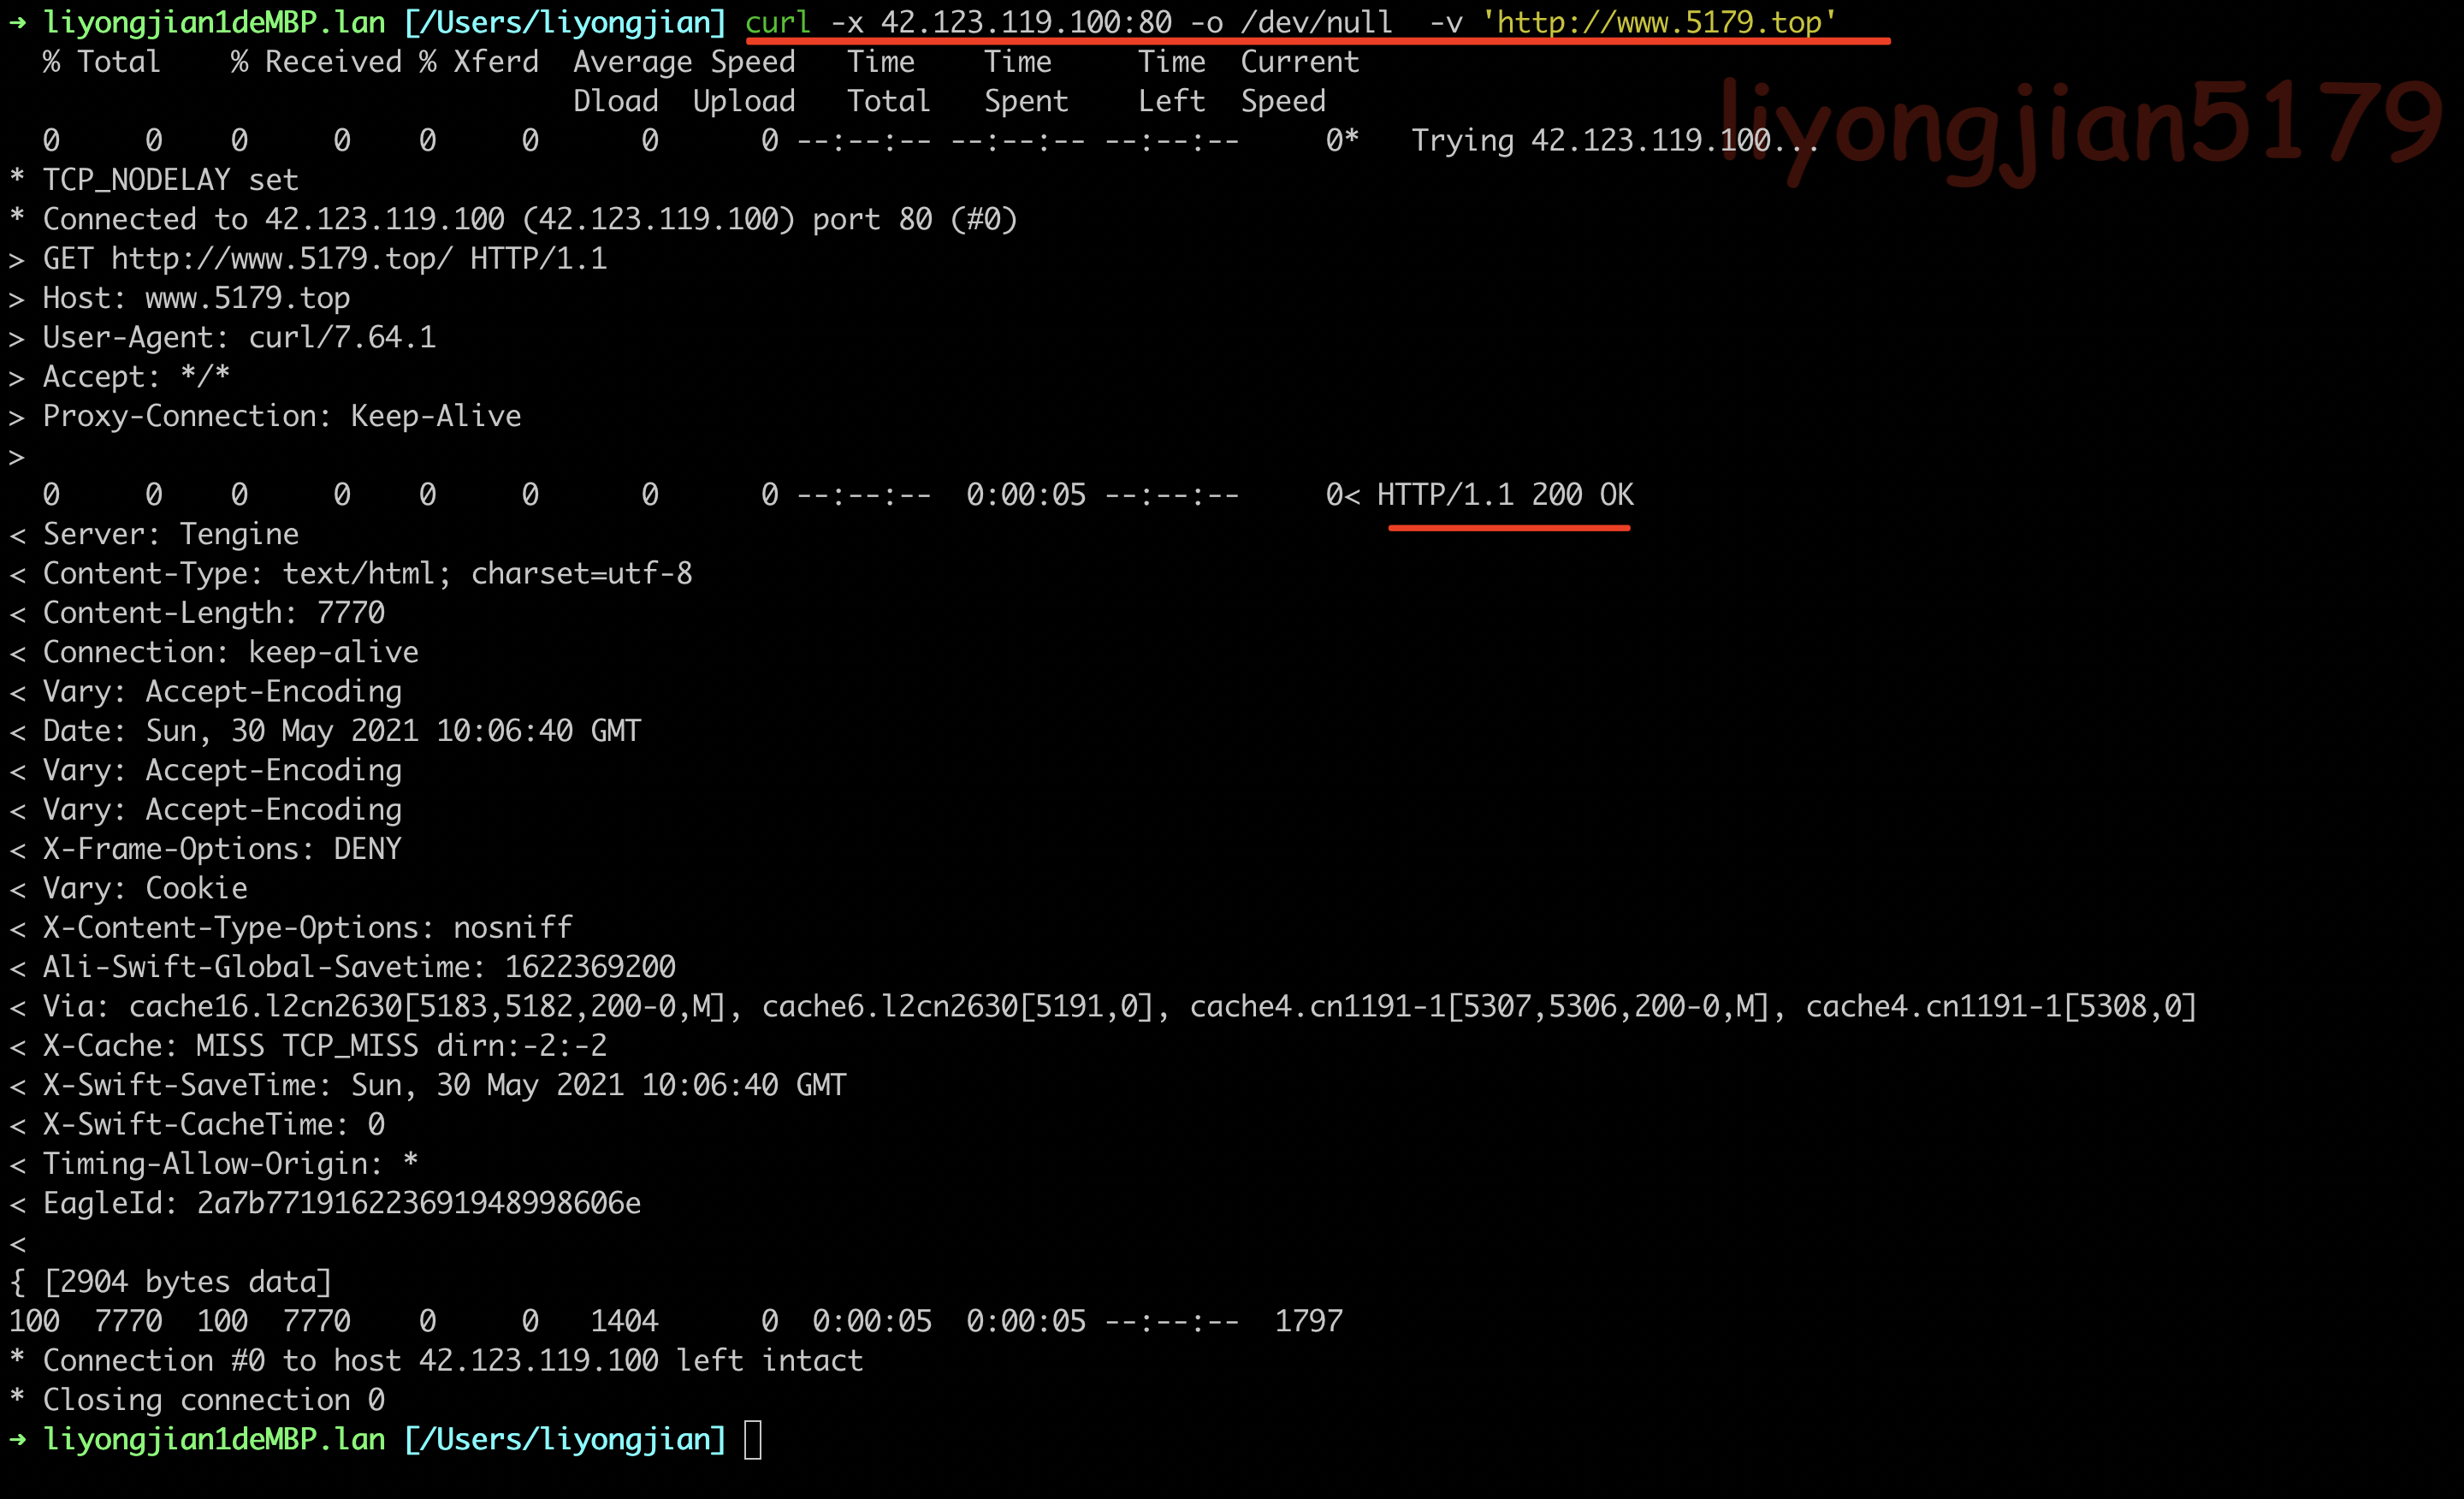 ➜ liyongjian1deMBP.lan [/Users/liyongjian] curl -x 42.123.119.100:80 -o /dev/null  -v 'http://www.5179.top'
  % Total    % Received % Xferd  Average Speed   Time    Time     Time  Current
                                 Dload  Upload   Total   Spent    Left  Speed
  0     0    0     0    0     0      0      0 --:--:-- --:--:-- --:--:--     0*   Trying 42.123.119.100...
liyongjian5179
* TCP_NODELAY set
* Connected to 42.123.119.100 (42.123.119.100) port 80 (#0)
> GET http://www.5179.top/ HTTP/1.1
> Host: www.5179.top
> User-Agent: curl/7.64.1
> Accept: */*
> Proxy-Connection: Keep-Alive
>
  0     0    0     0    0     0      0      0 --:--:--  0:00:05 --:--:--     0< HTTP/1.1 200 OK
< Server: Tengine
< Content-Type: text/html; charset=utf-8
< Content-Length: 7770
< Connection: keep-alive
< Vary: Accept-Encoding
< Date: Sun, 30 May 2021 10:06:40 GMT
< Vary: Accept-Encoding
< Vary: Accept-Encoding
< X-Frame-Options: DENY
< Vary: Cookie
< X-Content-Type-Options: nosniff
< Ali-Swift-Global-Savetime: 1622369200
< Via: cache16.l2cn2630[5183,5182,200-0,M], cache6.l2cn2630[5191,0], cache4.cn1191-1[5307,5306,200-0,M], cache4.cn1191-1[5308,0]
< X-Cache: MISS TCP_MISS dirn:-2:-2
< X-Swift-SaveTime: Sun, 30 May 2021 10:06:40 GMT
< X-Swift-CacheTime: 0
< Timing-Allow-Origin: *
< EagleId: 2a7b771916223691948998606e
<
{ [2904 bytes data]
100  7770  100  7770    0     0   1404      0  0:00:05  0:00:05 --:--:--  1797
* Connection #0 to host 42.123.119.100 left intact
* Closing connection 0
➜ liyongjian1deMBP.lan [/Users/liyongjian]